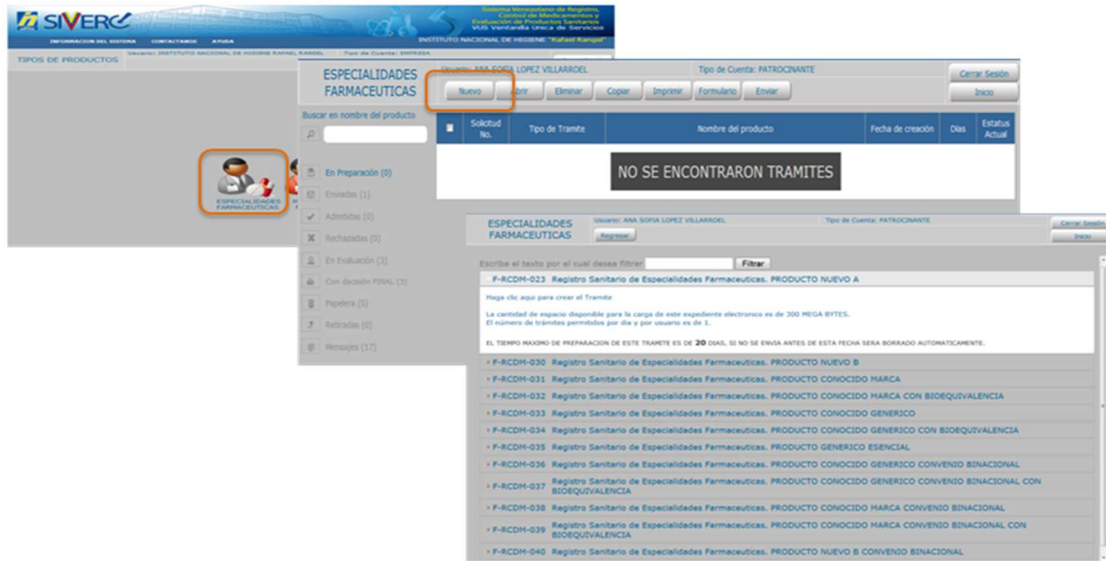 SIVERC
Sistema Venezolano de Registro,
Control de Medicamentos y
Evaluación de Productos Sanitarios
VUS Ventanilla Unica de Servicios
INFORMACION DEL SISTEMA CONTACTANOS AYUDA
INSTITUTO NACIONAL DE HIGIENE "Rafael Rangel"
TIPOS DE PRODUCTOS
Usuario: INSTITUTO NACIONAL DE HIGIENE RAFAEL RANGEL Tipo de Cuenta: EMPRESA
ESPECIALIDADES
FARMACEUTICAS
ESPECIALIDADES
FARMACEUTICAS
Usuario: ANA SOFIA LOPEZ VILLARROEL Tipo de Cuenta: PATROCINANTE
Cerrar Sesión
Nuevo Abrir Eliminar Copiar Imprimir Formulario Enviar
Inicio
Buscar en nombre del producto
Solicitud No. Tipo de Tramite Nombre del producto Fecha de creación Días Estatus Actual
NO SE ENCONTRARON TRAMITES
En Preparación (0)
Enviadas (1)
Admitidas (0)
Rechazadas (0)
En Evaluación (3)
Con decisión FINAL (3)
Papelera (5)
Retiradas (0)
Mensajes (17)
ESPECIALIDADES
FARMACEUTICAS
Usuario: ANA SOFIA LOPEZ VILLARROEL Tipo de Cuenta: PATROCINANTE
Cerrar Sesión
Regresar
Inicio
Escriba el texto por el cual desea filtrar Filtrar
F-RCDM-023 Registro Sanitario de Especialidades Farmaceuticas. PRODUCTO NUEVO A
Haga clic aqui para crear el Tramite
La cantidad de espacio disponible para la carga de este expediente electronico es de 300 MEGA BYTES.
El número de trámites permitidos por dia y por usuario es de 1.
EL TIEMPO MAXIMO DE PREPARACION DE ESTE TRAMITE ES DE 20 DIAS, SI NO SE ENVIA ANTES DE ESTA FECHA SERA BORRADO AUTOMATICAMENTE.
F-RCDM-030 Registro Sanitario de Especialidades Farmaceuticas. PRODUCTO NUEVO B
F-RCDM-031 Registro Sanitario de Especialidades Farmaceuticas. PRODUCTO CONOCIDO MARCA
F-RCDM-032 Registro Sanitario de Especialidades Farmaceuticas. PRODUCTO CONOCIDO MARCA CON BIOEQUIVALENCIA
F-RCDM-033 Registro Sanitario de Especialidades Farmaceuticas. PRODUCTO CONOCIDO GENERICO
F-RCDM-034 Registro Sanitario de Especialidades Farmaceuticas. PRODUCTO CONOCIDO GENERICO CON BIOEQUIVALENCIA
F-RCDM-035 Registro Sanitario de Especialidades Farmaceuticas. PRODUCTO GENERICO ESENCIAL
F-RCDM-036 Registro Sanitario de Especialidades Farmaceuticas. PRODUCTO CONOCIDO GENERICO CONVENIO BINACIONAL
F-RCDM-037 Registro Sanitario de Especialidades Farmaceuticas. PRODUCTO CONOCIDO GENERICO CONVENIO BINACIONAL CON
BIOEQUIVALENCIA
F-RCDM-038 Registro Sanitario de Especialidades Farmaceuticas. PRODUCTO CONOCIDO MARCA CONVENIO BINACIONAL
F-RCDM-039 Registro Sanitario de Especialidades Farmaceuticas. PRODUCTO CONOCIDO MARCA CONVENIO BINACIONAL CON
BIOEQUIVALENCIA
F-RCDM-040 Registro Sanitario de Especialidades Farmaceuticas. PRODUCTO NUEVO B CONVENIO BINACIONAL